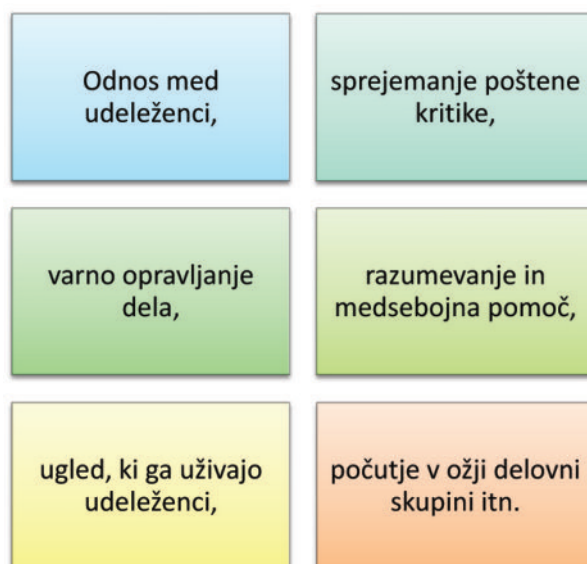 Odnos med
udeleženci,
sprejemanje poštene
kritike,
varno opravljanje
dela,
razumevanje in
medsebojna pomoč,
ugled, ki ga uživajo
udeleženci,
počutje v ožji delovni
skupini itn.